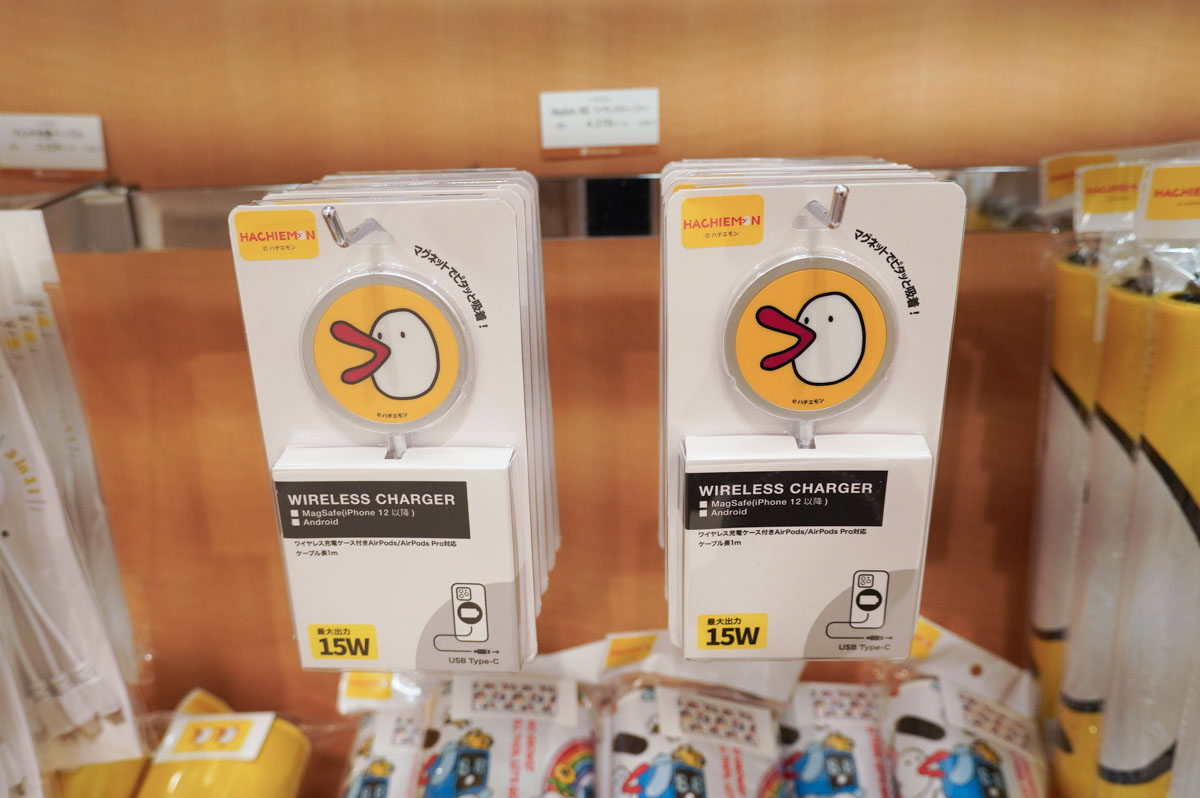 HACHIEMON
© ハチエモン
マグネットでピタッと吸着！
© ハチエモン
WIRELESS CHARGER
MagSafe(iPhone 12 以降 )
Android
ワイヤレス充電ケース付きAirPods/AirPods Pro対応
ケーブル長1m
最大出力
15W
USB Type-C
HACHIEMON
© ハチエモン
マグネットでピタッと吸着！
© ハチエモン
WIRELESS CHARGER
MagSafe(iPhone 12 以降 )
Android
ワイヤレス充電ケース付きAirPods/AirPods Pro対応
ケーブル長1m
最大出力
15W
USB Type-C